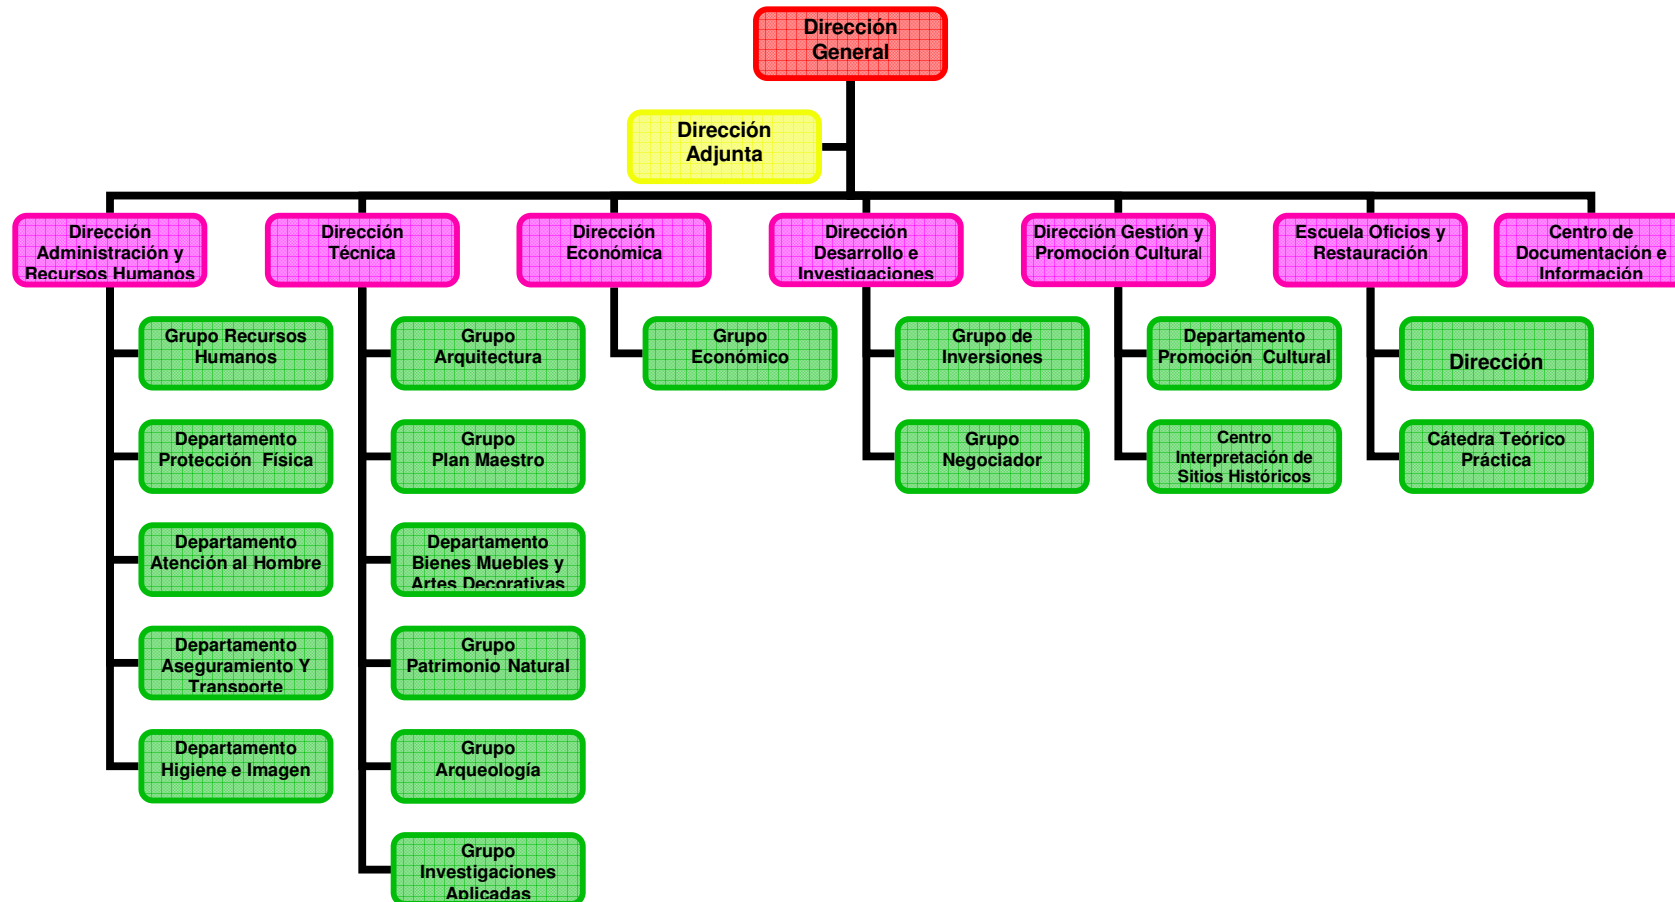 Dirección
General
Dirección
Adjunta
Dirección
Administración y
Recursos Humanos
Dirección
Técnica
Dirección
Económica
Dirección
Desarrollo e
Investigaciones
Dirección Gestión y
Promoción Cultural
Escuela Oficios y
Restauración
Centro de
Documentación e
Información
Grupo Recursos
Humanos
Departamento
Protección Física
Departamento
Atención al Hombre
Departamento
Aseguramiento Y
Transporte
Departamento
Higiene e Imagen
Grupo
Arquitectura
Grupo
Plan Maestro
Departamento
Bienes Muebles y
Artes Decorativas
Grupo
Patrimonio Natural
Grupo
Arqueología
Grupo
Investigaciones
Aplicadas
Grupo
Económico
Grupo de
Inversiones
Grupo
Negociador
Departamento
Promoción Cultural
Centro
Interpretación de
Sitios Históricos
Dirección
Cátedra Teórico
Práctica